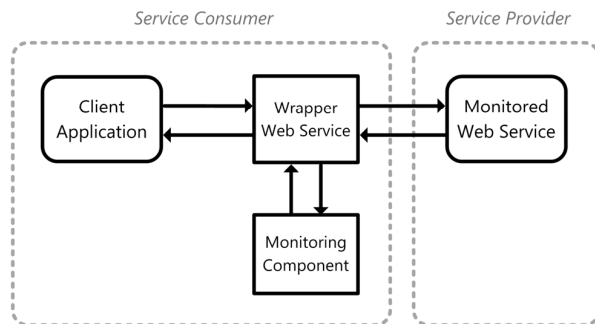 Service Consumer
Service Provider
Client
Application
Wrapper
Web Service
Monitored
Web Service
Monitoring
Component